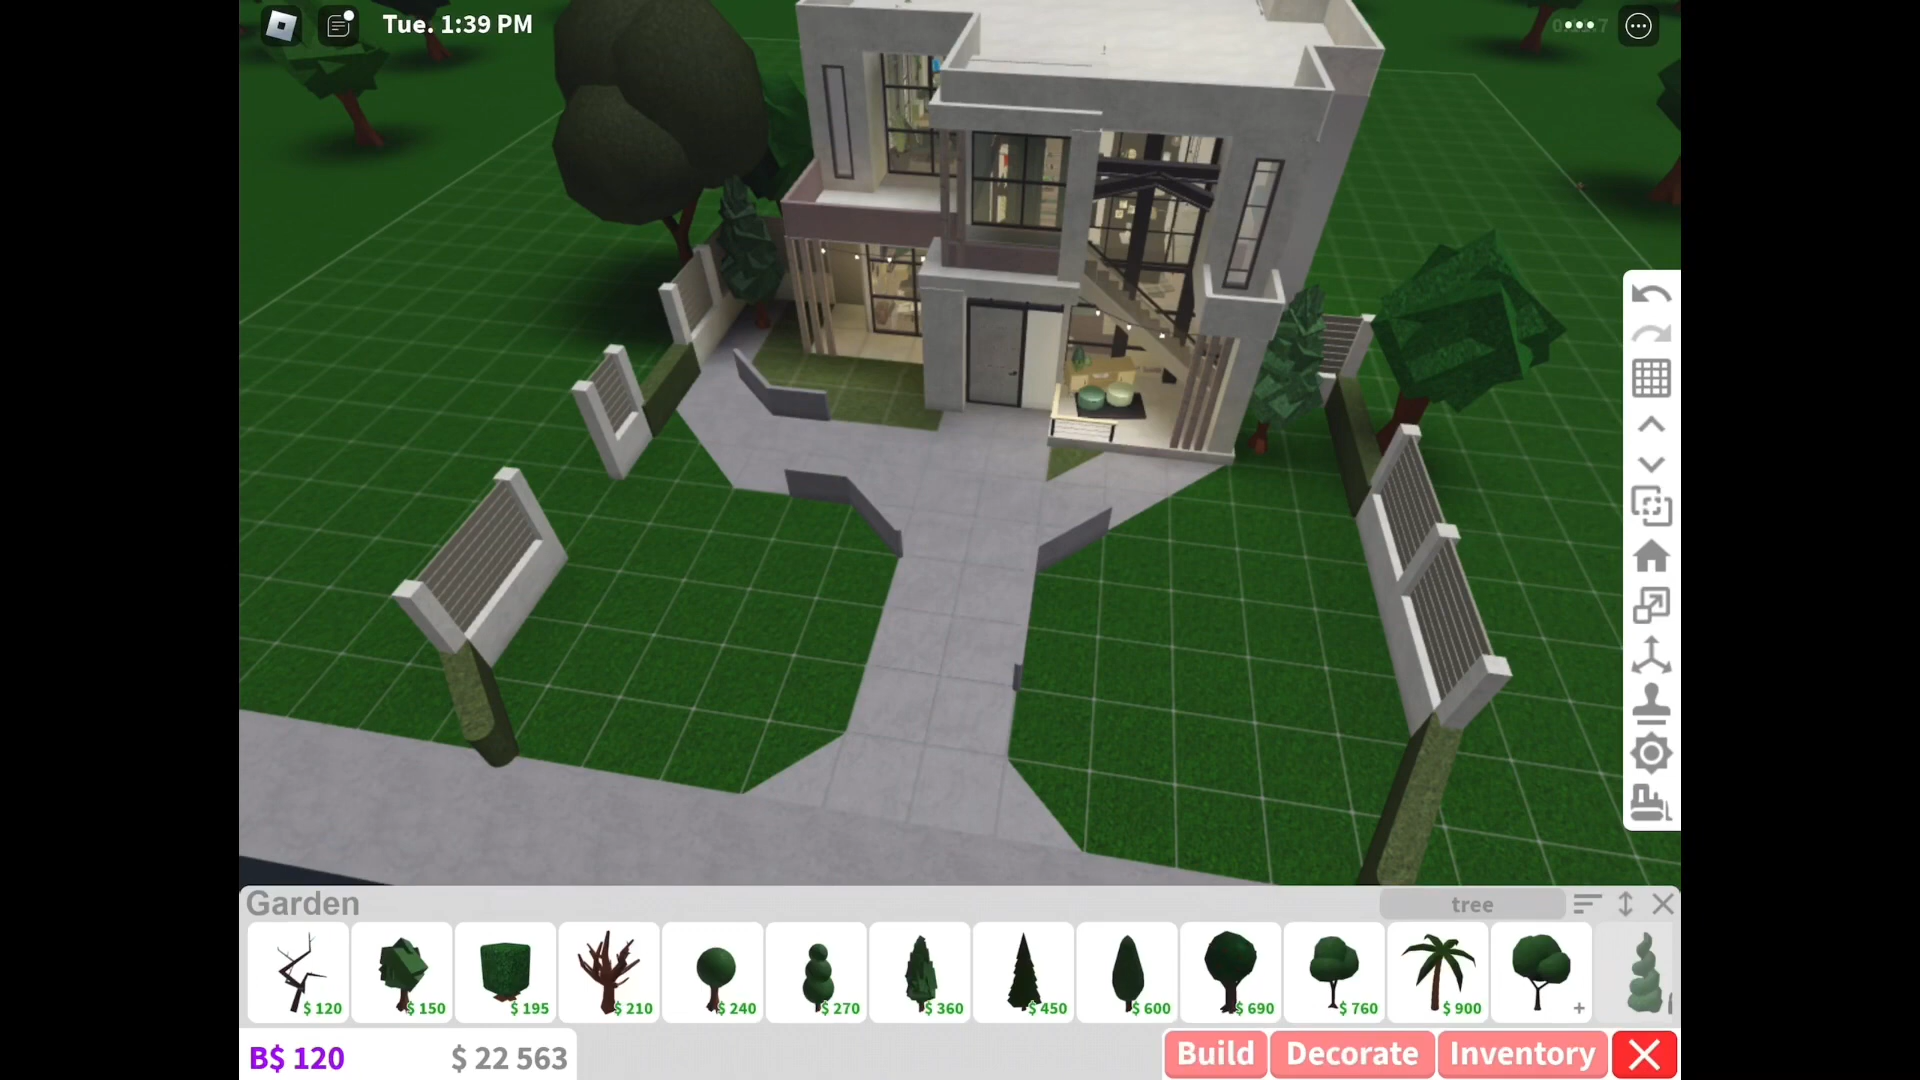 Tue. 1:39 PM
Garden
tree
$ 120
$ 150
$ 195
$ 210
$ 240
$ 270
$ 360
$ 450
$ 600
$ 690
$ 760
$ 900
+
B$ 120
$ 22 563
Build
Decorate
Inventory